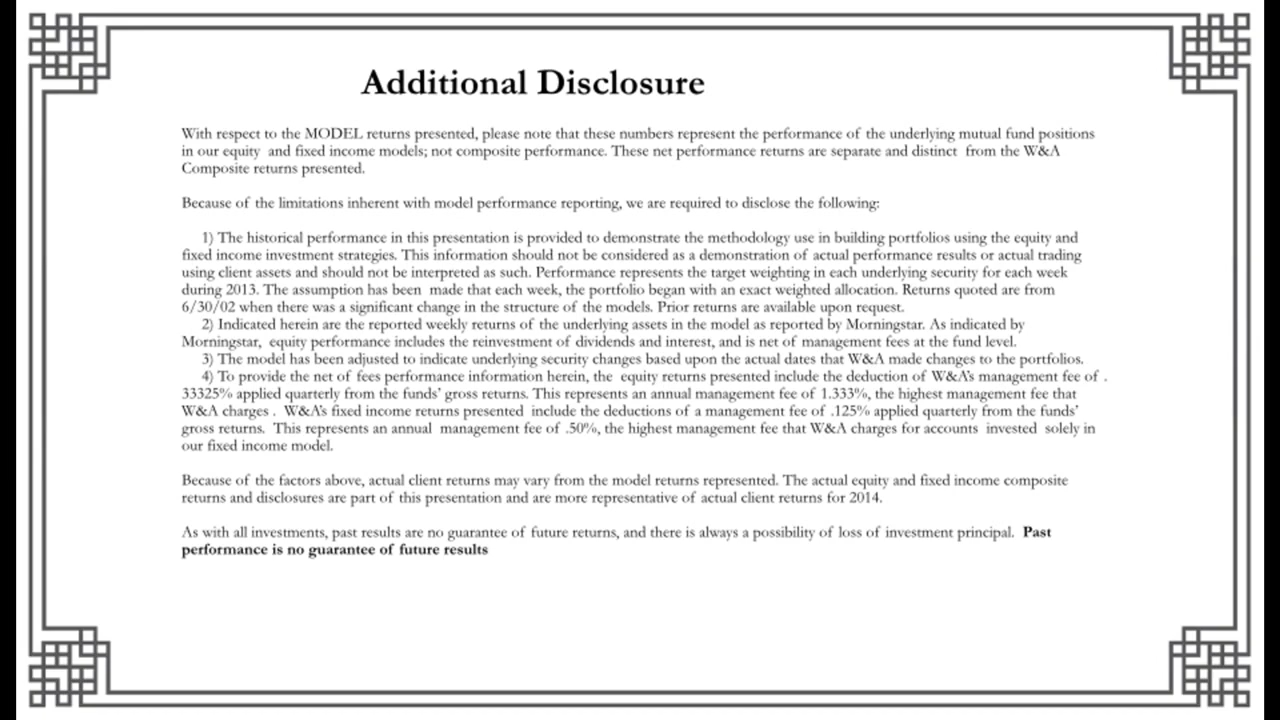 Additional Disclosure
With respect to the MODEL returns presented, please note that these numbers represent the performance of the underlying mutual fund positions
in our equity and fixed income models; not composite performance. These net performance returns are separate and distinct from the W&A
Composite returns presented.
Because of the limitations inherent with model performance reporting, we are required to disclose the following:
1) The historical performance in this presentation is provided to demonstrate the methodology use in building portfolios using the equity and
fixed income investment strategies. This information should not be considered as a demonstration of actual performance results or actual trading
using client assets and should not be interpreted as such. Performance represents the target weighting in each underlying security for each week
during 2013. The assumption has been made that each week, the portfolio began with an exact weighted allocation. Returns quoted are from
6/30/02 when there was a significant change in the structure of the models. Prior returns are available upon request.
2) Indicated herein are the reported weekly returns of the underlying assets in the model as reported by Morningstar. As indicated by
Morningstar, equity performance includes the reinvestment of dividends and interest, and is net of management fees at the fund level.
3) The model has been adjusted to indicate underlying security changes based upon the actual dates that W&A made changes to the portfolios.
4) To provide the net of fees performance information herein, the equity returns presented include the deduction of W&A's management fee of .
33325% applied quarterly from the funds' gross returns. This represents an annual management fee of 1.333%, the highest management fee that
W&A charges . W&A's fixed income returns presented include the deductions of a management fee of .125% applied quarterly from the funds'
gross returns. This represents an annual management fee of .50%, the highest management fee that W&A charges for accounts invested solely in
our fixed income model.
Because of the factors above, actual client returns may vary from the model returns represented. The actual equity and fixed income composite
returns and disclosures are part of this presentation and are more representative of actual client returns for 2014.
As with all investments, past results are no guarantee of future returns, and there is always a possibility of loss of investment principal. Past
performance is no guarantee of future results